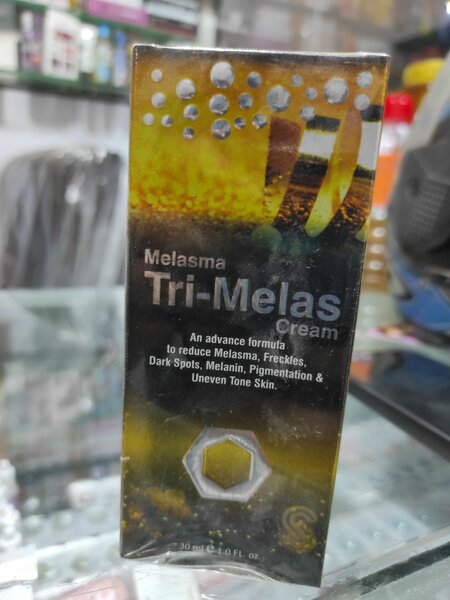 Melasma
Tri-Melas
Cream
An advance formula
to reduce Melasma, Freckles,
Dark Spots, Melanin, Pigmentation &
Uneven Tone Skin.
30 ml e 1.0 FL. oz.